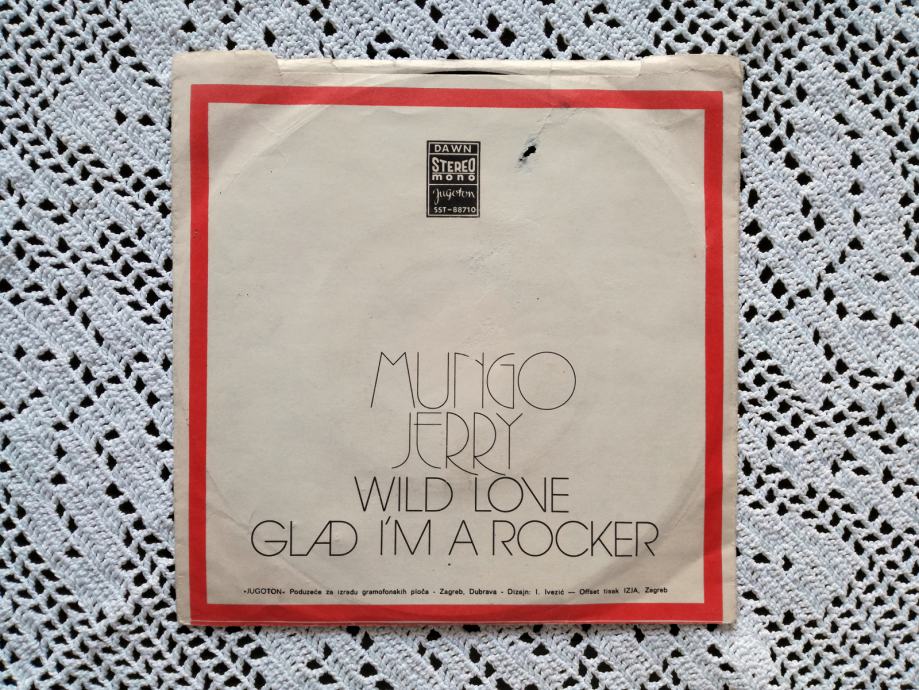 DAWN
STEREO
mono
Jugoton
SST-88710
MUNGO
JERRY
WILD LOVE
GLAD I'M A ROCKER
•JUGOTON• Poduzeće za izradu gramofonskih ploča - Zagreb, Dubrava - Dizajn: I. Ivezić — Offset tisak IZJA, Zagreb